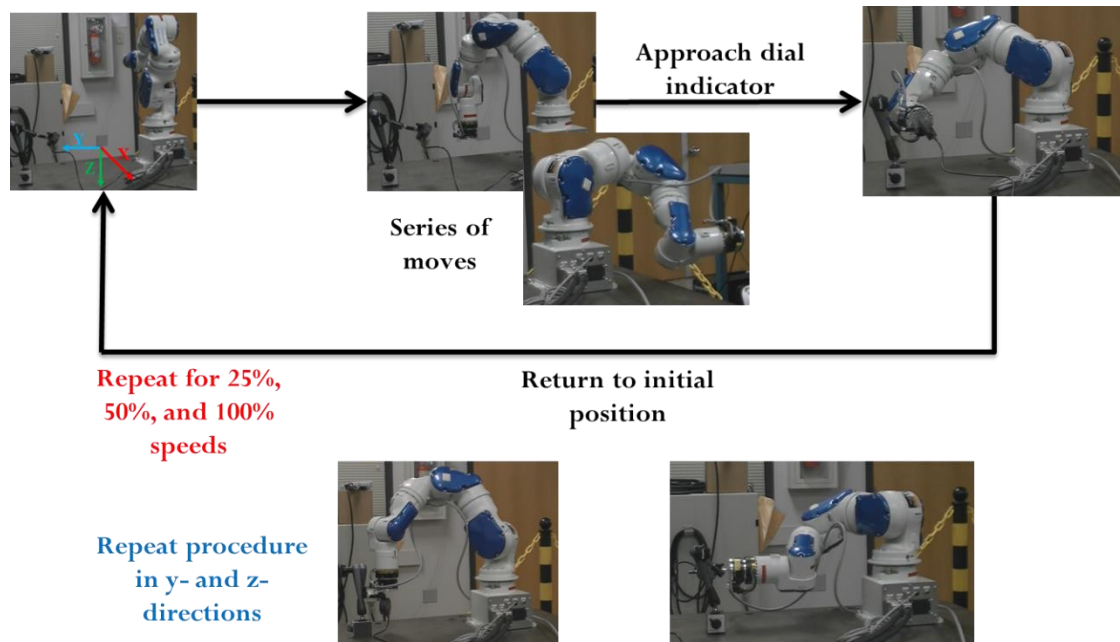 Approach dial
indicator
Y
X
Z
Series of
moves
Repeat for 25%,
50%, and 100%
speeds
Return to initial
position
Repeat procedure
in y- and z-
directions